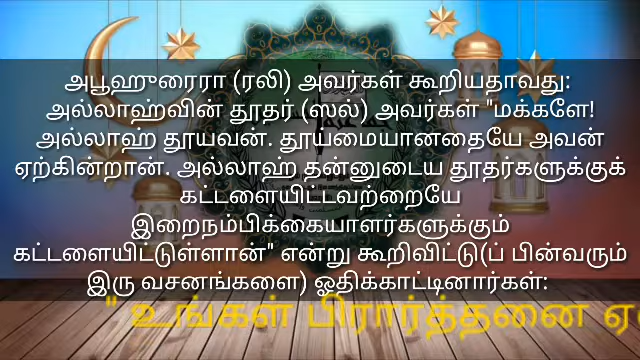 அபூஹுரைரா (ரலி) அவர்கள் கூறியதாவது:
அல்லாஹ்வின் தூதர் (ஸல்) அவர்கள் "மக்களே!
அல்லாஹ் தூயவன். தூய்மையானதையே அவன்
ஏற்கின்றான். அல்லாஹ் தன்னுடைய தூதர்களுக்குக்
கட்டளையிட்டவற்றையே
இறைநம்பிக்கையாளர்களுக்கும்
கட்டளையிட்டுள்ளான்" என்று கூறிவிட்டு(ப் பின்வரும்
இரு வசனங்களை) ஓதிக்காட்டினார்கள்:
" உங்கள் பிரார்த்தனை